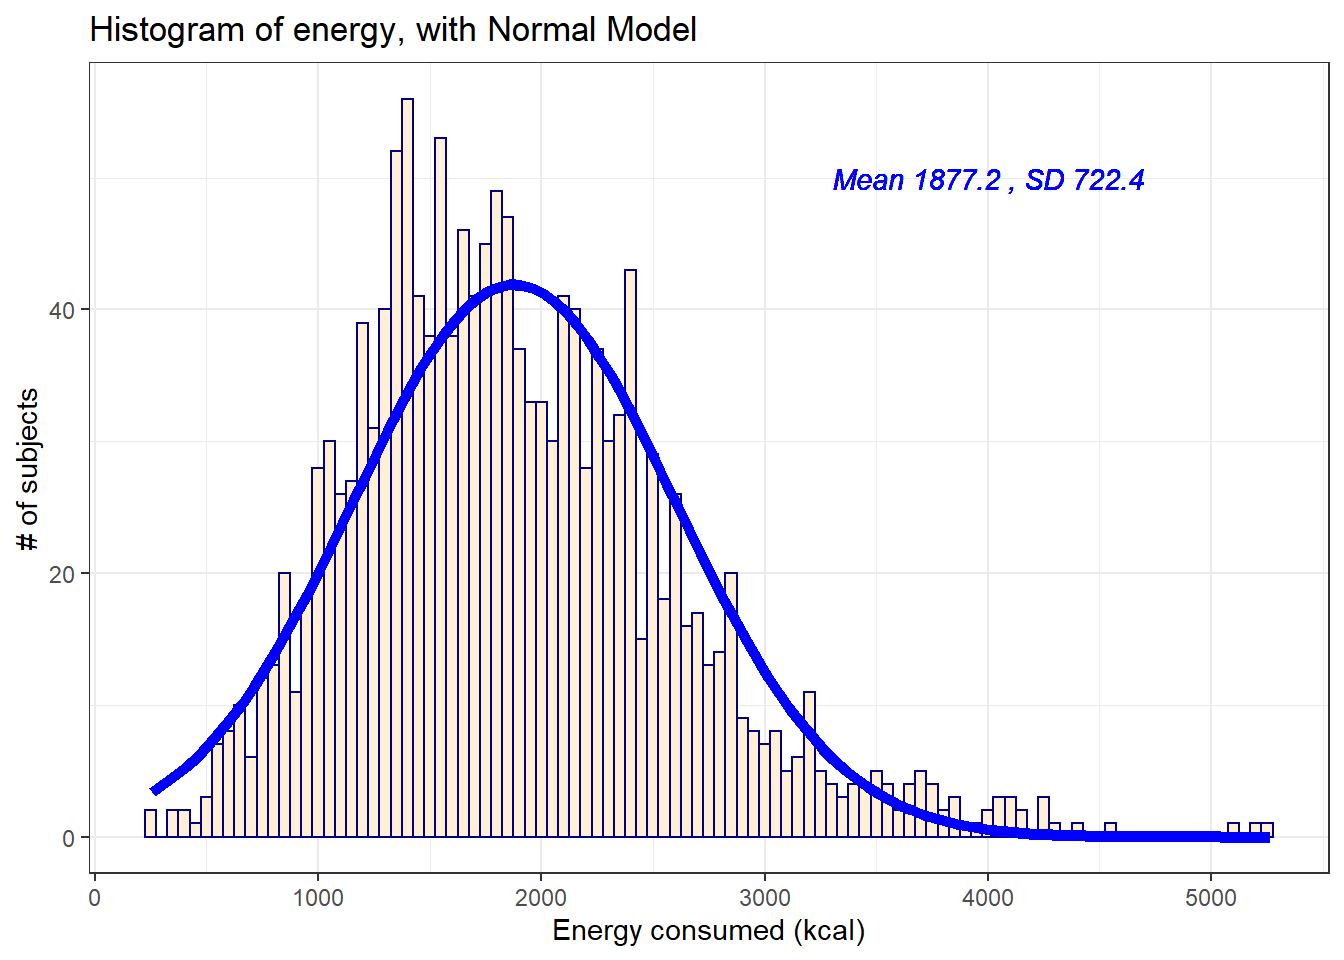 Histogram of energy, with Normal Model
Mean 1877.2 , SD 722.4
# of subjects
40
20
0
0 1000 2000 3000 4000 5000
Energy consumed (kcal)